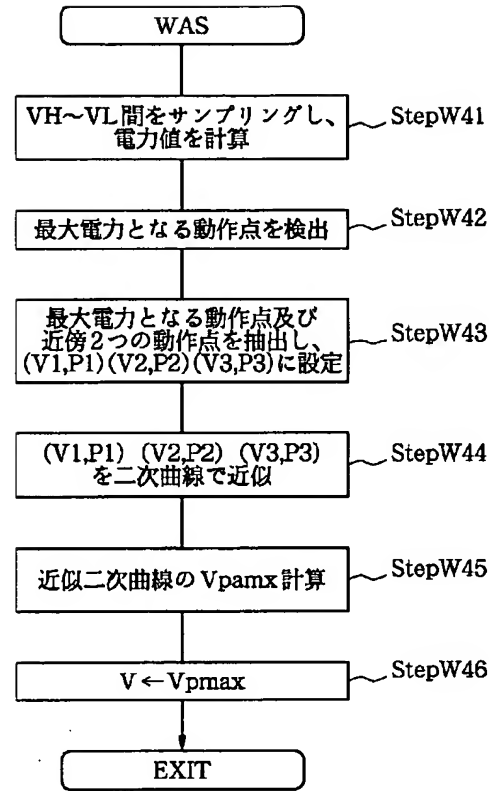 WAS
VH～VL間をサンプリングし、
電力値を計算
StepW41
最大電力となる動作点を検出
StepW42
最大電力となる動作点及び
近傍2つの動作点を抽出し、
(V1,P1)(V2,P2)(V3,P3)に設定
StepW43
(V1,P1) (V2,P2) (V3,P3)
を二次曲線で近似
StepW44
近似二次曲線のVpamx計算
StepW45
V←Vpmax
StepW46
EXIT